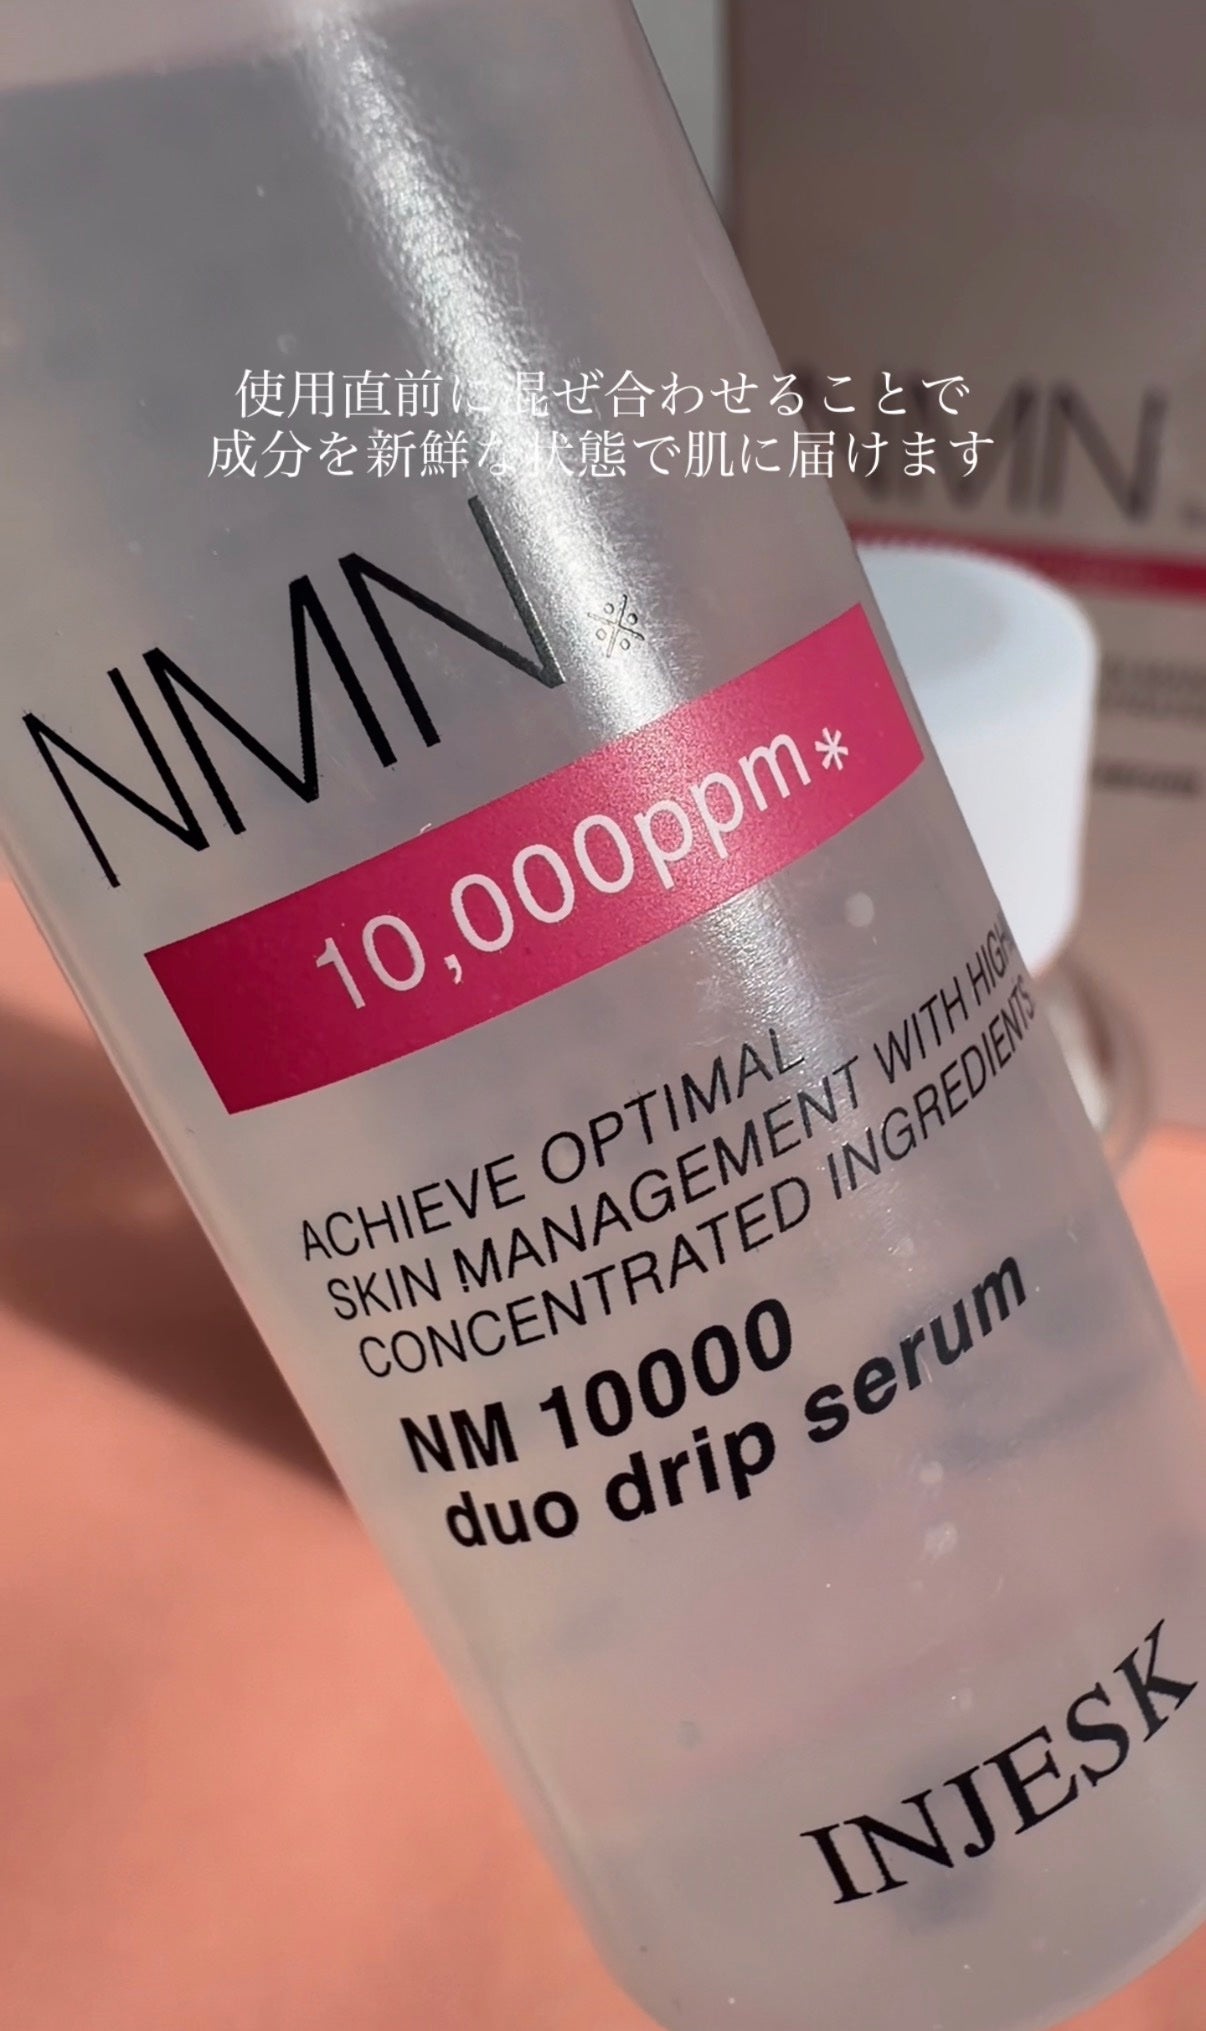 使用直前に混ぜ合わせることで
成分を新鮮な状態で肌に届けます
NMN※
10,000ppm*
ACHIEVE OPTIMAL
SKIN MANAGEMENT WITH HIGH
CONCENTRATED INGREDIENTS
NM 10000
duo drip serum
INJESK
NMN